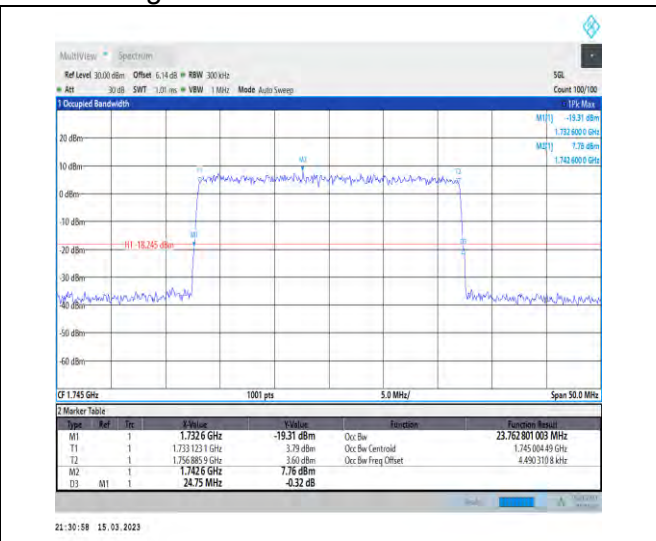 MultiView Spectrum
Ref Level 30.00 dBm Offset 6.14 dB RBW 300 kHz SGL
Att 30 dB SWT 1.01 ms VBW 1 MHz Mode Auto Sweep Count 100/100
1 Occupied Bandwidth 1Pk Max
M1[1] -19.31 dBm
1.732 600 0 GHz
M2[1] 7.76 dBm
1.742 600 0 GHz
20 dBm
10 dBm
M2
T1
T2
0 dBm
-10 dBm
M1
H1 -18.245 dBm
D3
-20 dBm
-30 dBm
-40 dBm
-50 dBm
-60 dBm
CF 1.745 GHz 1001 pts 5.0 MHz/ Span 50.0 MHz
2 Marker Table
Type Ref Trc X-Value Y-Value Function Function Result
M1 1 1.732 6 GHz -19.31 dBm Occ Bw 23.762 801 003 MHz
T1 1 1.733 123 1 GHz 3.79 dBm Occ Bw Centroid 1.745 004 49 GHz
T2 1 1.756 885 9 GHz 3.60 dBm Occ Bw Freq Offset 4.490 310 8 kHz
M2 1 1.742 6 GHz 7.76 dBm
D3 M1 1 24.75 MHz -0.32 dB
21:30:58 15.03.2023